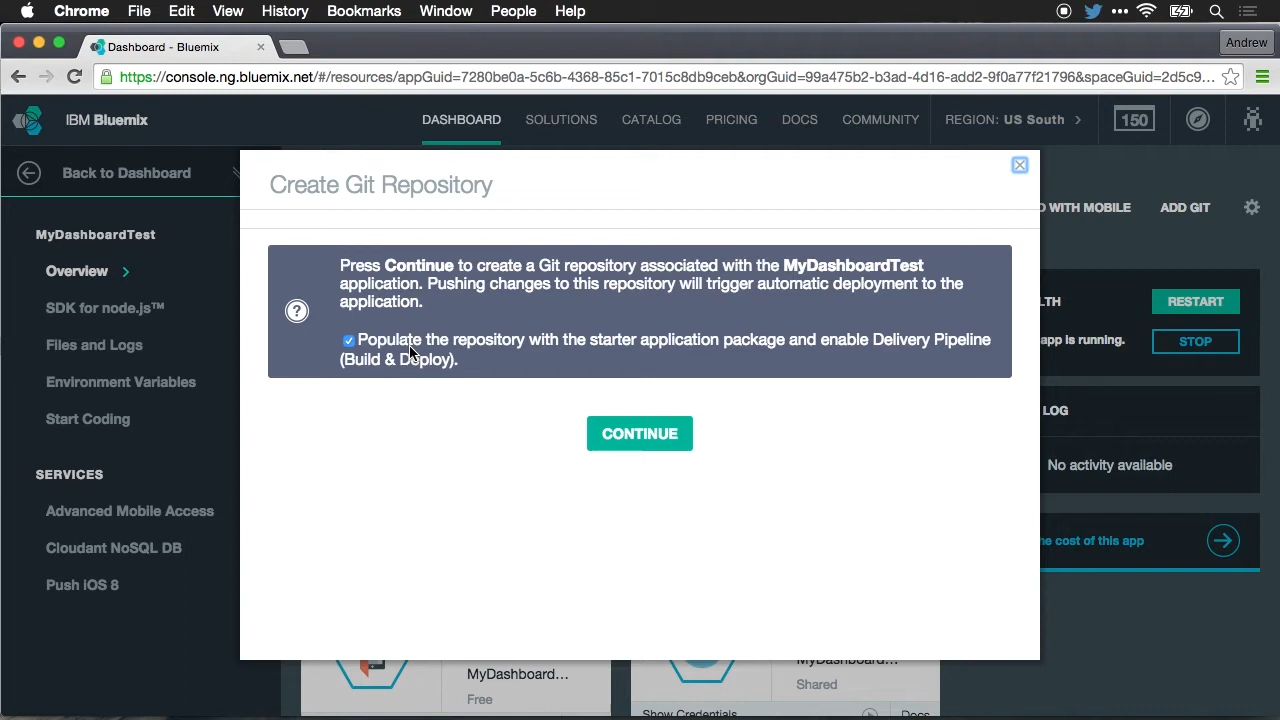 Chrome File Edit View History Bookmarks Window People Help
Dashboard - Bluemix
Andrew
https://console.ng.bluemix.net/#/resources/appGuid=7280be0a-5c6b-4368-85c1-7015c8db9ceb&orgGuid=99a475b2-b3ad-4d16-add2-9f0a77f21796&spaceGuid=2d5c9...
IBM Bluemix
DASHBOARD SOLUTIONS CATALOG PRICING DOCS COMMUNITY REGION: US South 150
Back to Dashboard
MyDashboardTest
Overview
SDK for node.js™
Files and Logs
Environment Variables
Start Coding
SERVICES
Advanced Mobile Access
Cloudant NoSQL DB
Push iOS 8
Create Git Repository
Press Continue to create a Git repository associated with the MyDashboardTest
application. Pushing changes to this repository will trigger automatic deployment to the
application.
Populate the repository with the starter application package and enable Delivery Pipeline
(Build & Deploy).
CONTINUE
D WITH MOBILE ADD GIT
LTH RESTART
app is running. STOP
LOG
No activity available
ne cost of this app
MyDashboard...
Free
MyDashboard...
Shared
Show Credentials Docs